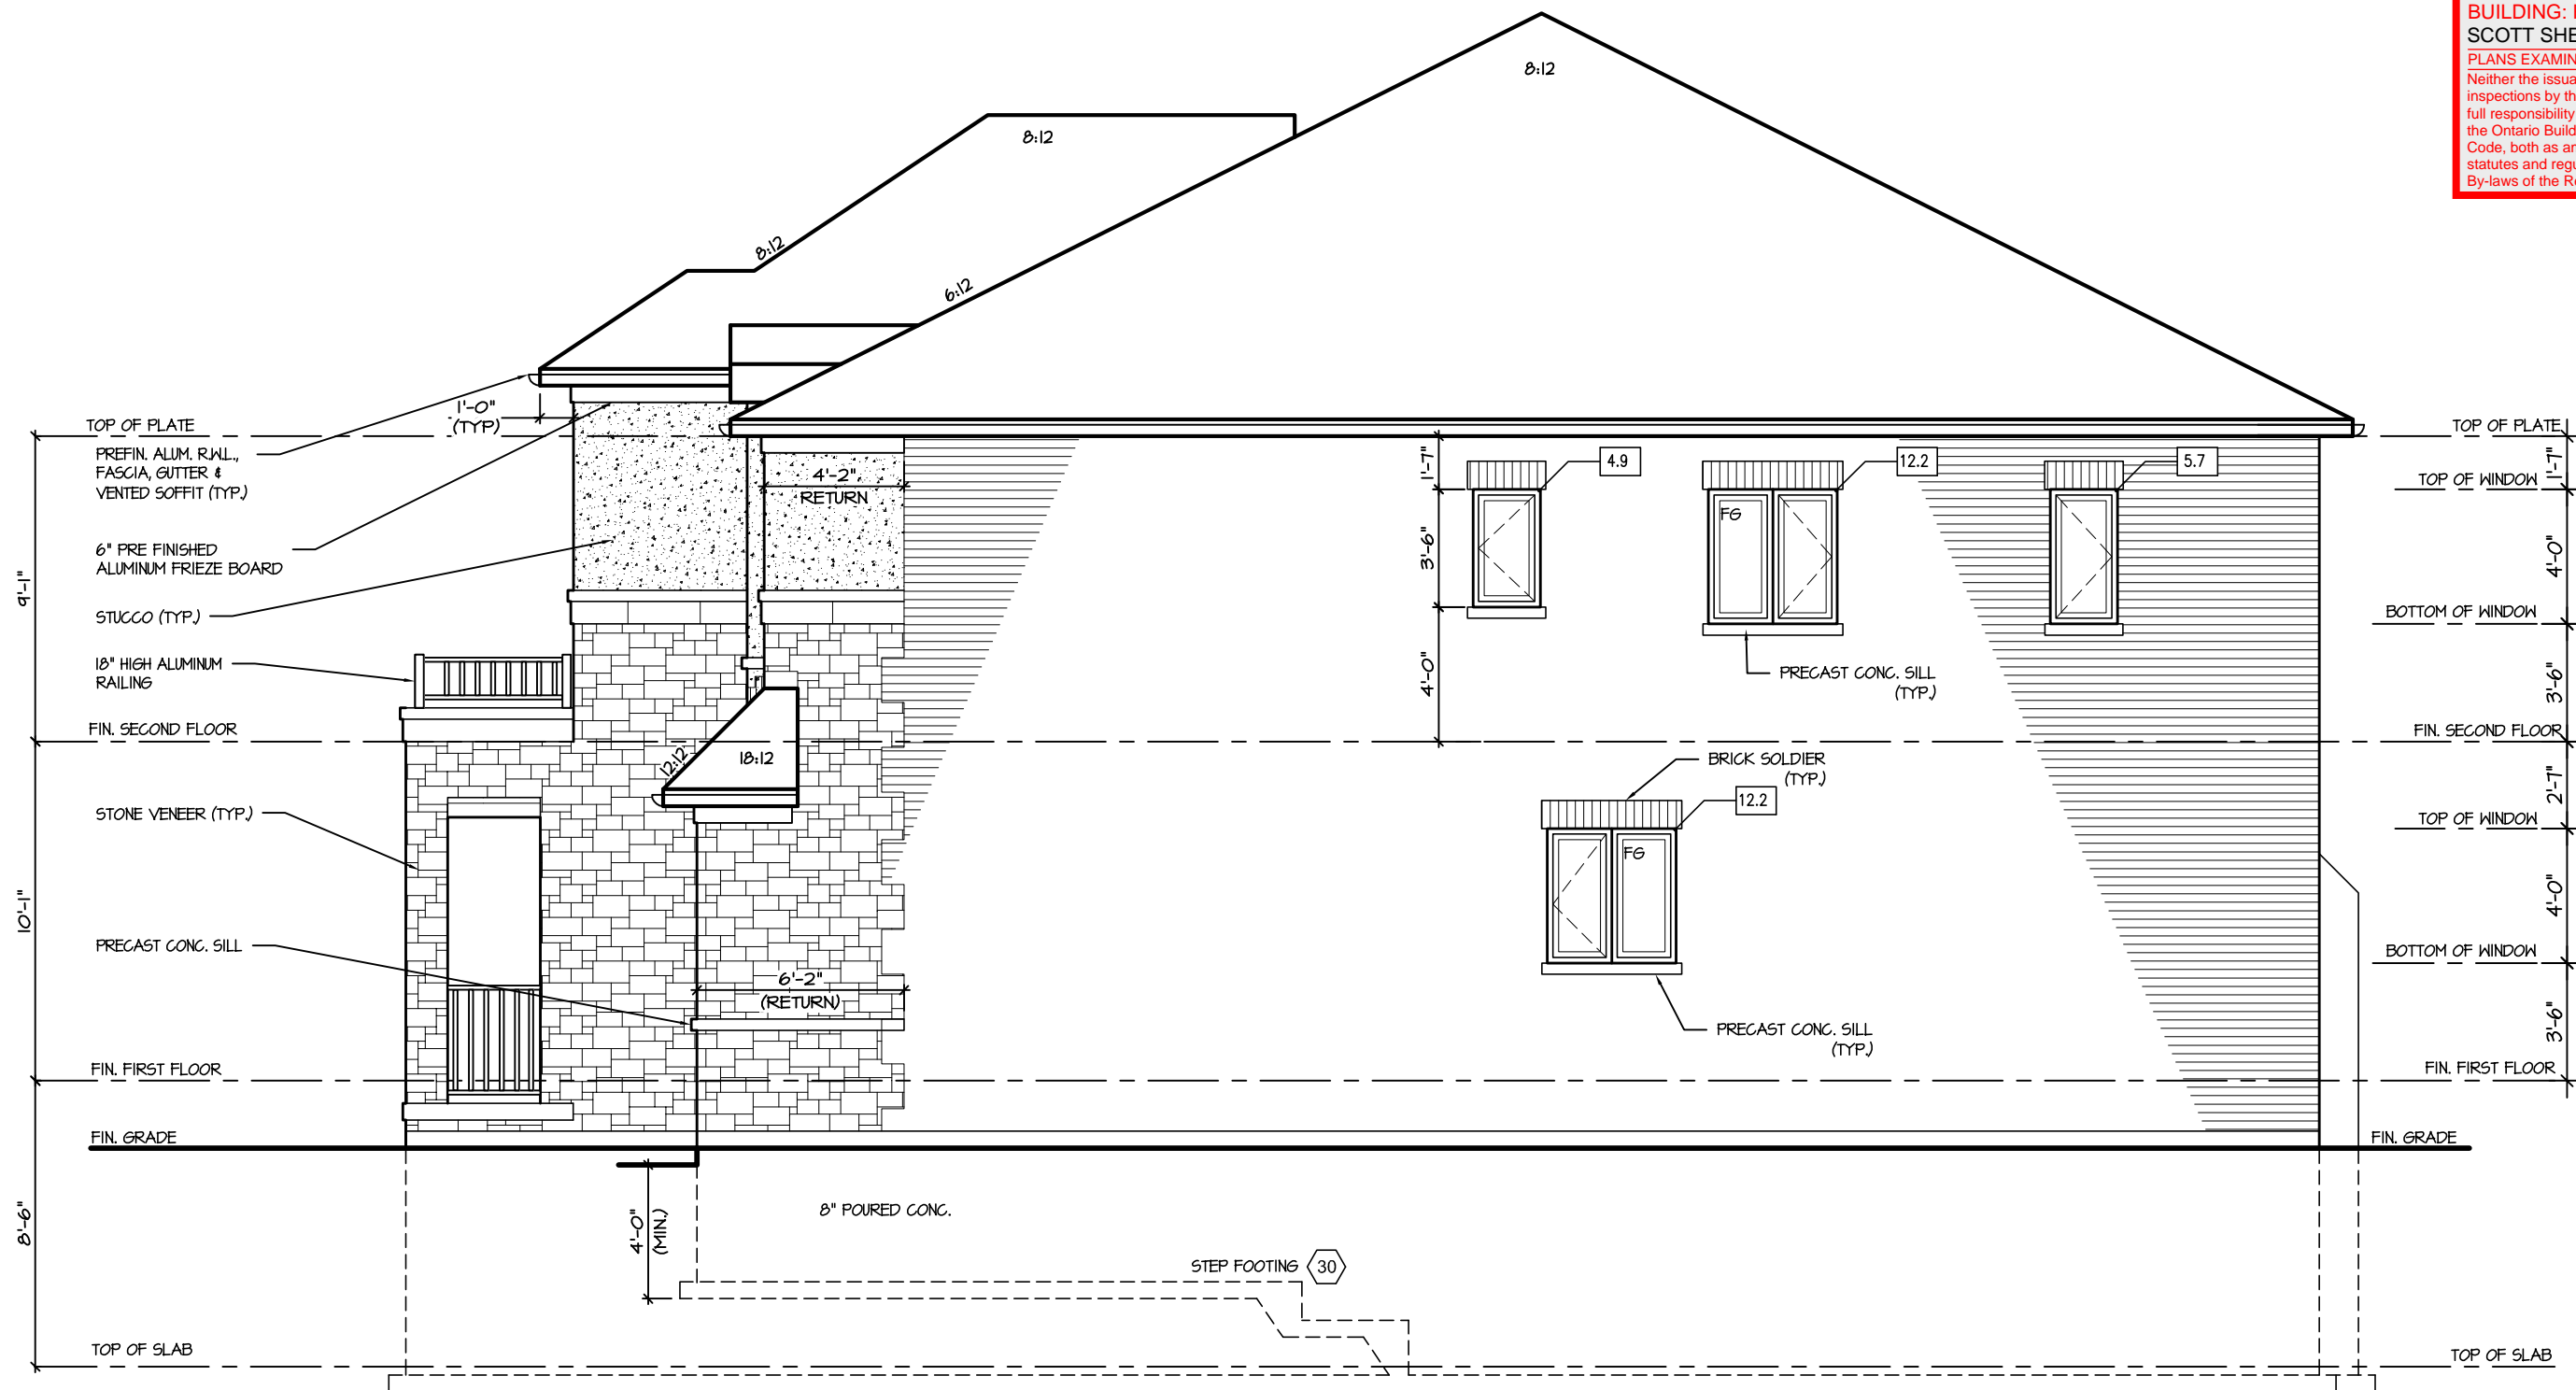 BUILDING:
SCOTT
PLANS
Neither the
inspections by
full responsibility
the Ontario
Code, both as
statutes and
By-laws of the
8:12
8:12
8:12
6:12
1'-0"
(TYP)
TOP OF PLATE
PREFIN. ALUM. R.W.L.,
FASCIA, GUTTER &
VENTED SOFFIT (TYP.)
6" PRE FINISHED
ALUMINUM FRIEZE BOARD
STUCCO (TYP.)
18" HIGH ALUMINUM
RAILING
FIN. SECOND FLOOR
STONE VENEER (TYP.)
PRECAST CONC. SILL
FIN. FIRST FLOOR
FIN. GRADE
TOP OF SLAB
9'-1"
10'-1"
8'-6"
4'-2"
RETURN
12:12
18:12
6'-2"
(RETURN)
4'-0"
(MIN.)
8" POURED CONC.
STEP FOOTING 30
1'-7"
3'-6"
4'-0"
4.9
12.2
5.7
FG
PRECAST CONC. SILL
(TYP.)
BRICK SOLDIER
(TYP.)
12.2
FG
PRECAST CONC. SILL
(TYP.)
TOP OF PLATE
1'-7"
TOP OF WINDOW
4'-0"
BOTTOM OF WINDOW
3'-6"
FIN. SECOND FLOOR
2'-7"
TOP OF WINDOW
4'-0"
BOTTOM OF WINDOW
3'-6"
FIN. FIRST FLOOR
FIN. GRADE
TOP OF SLAB